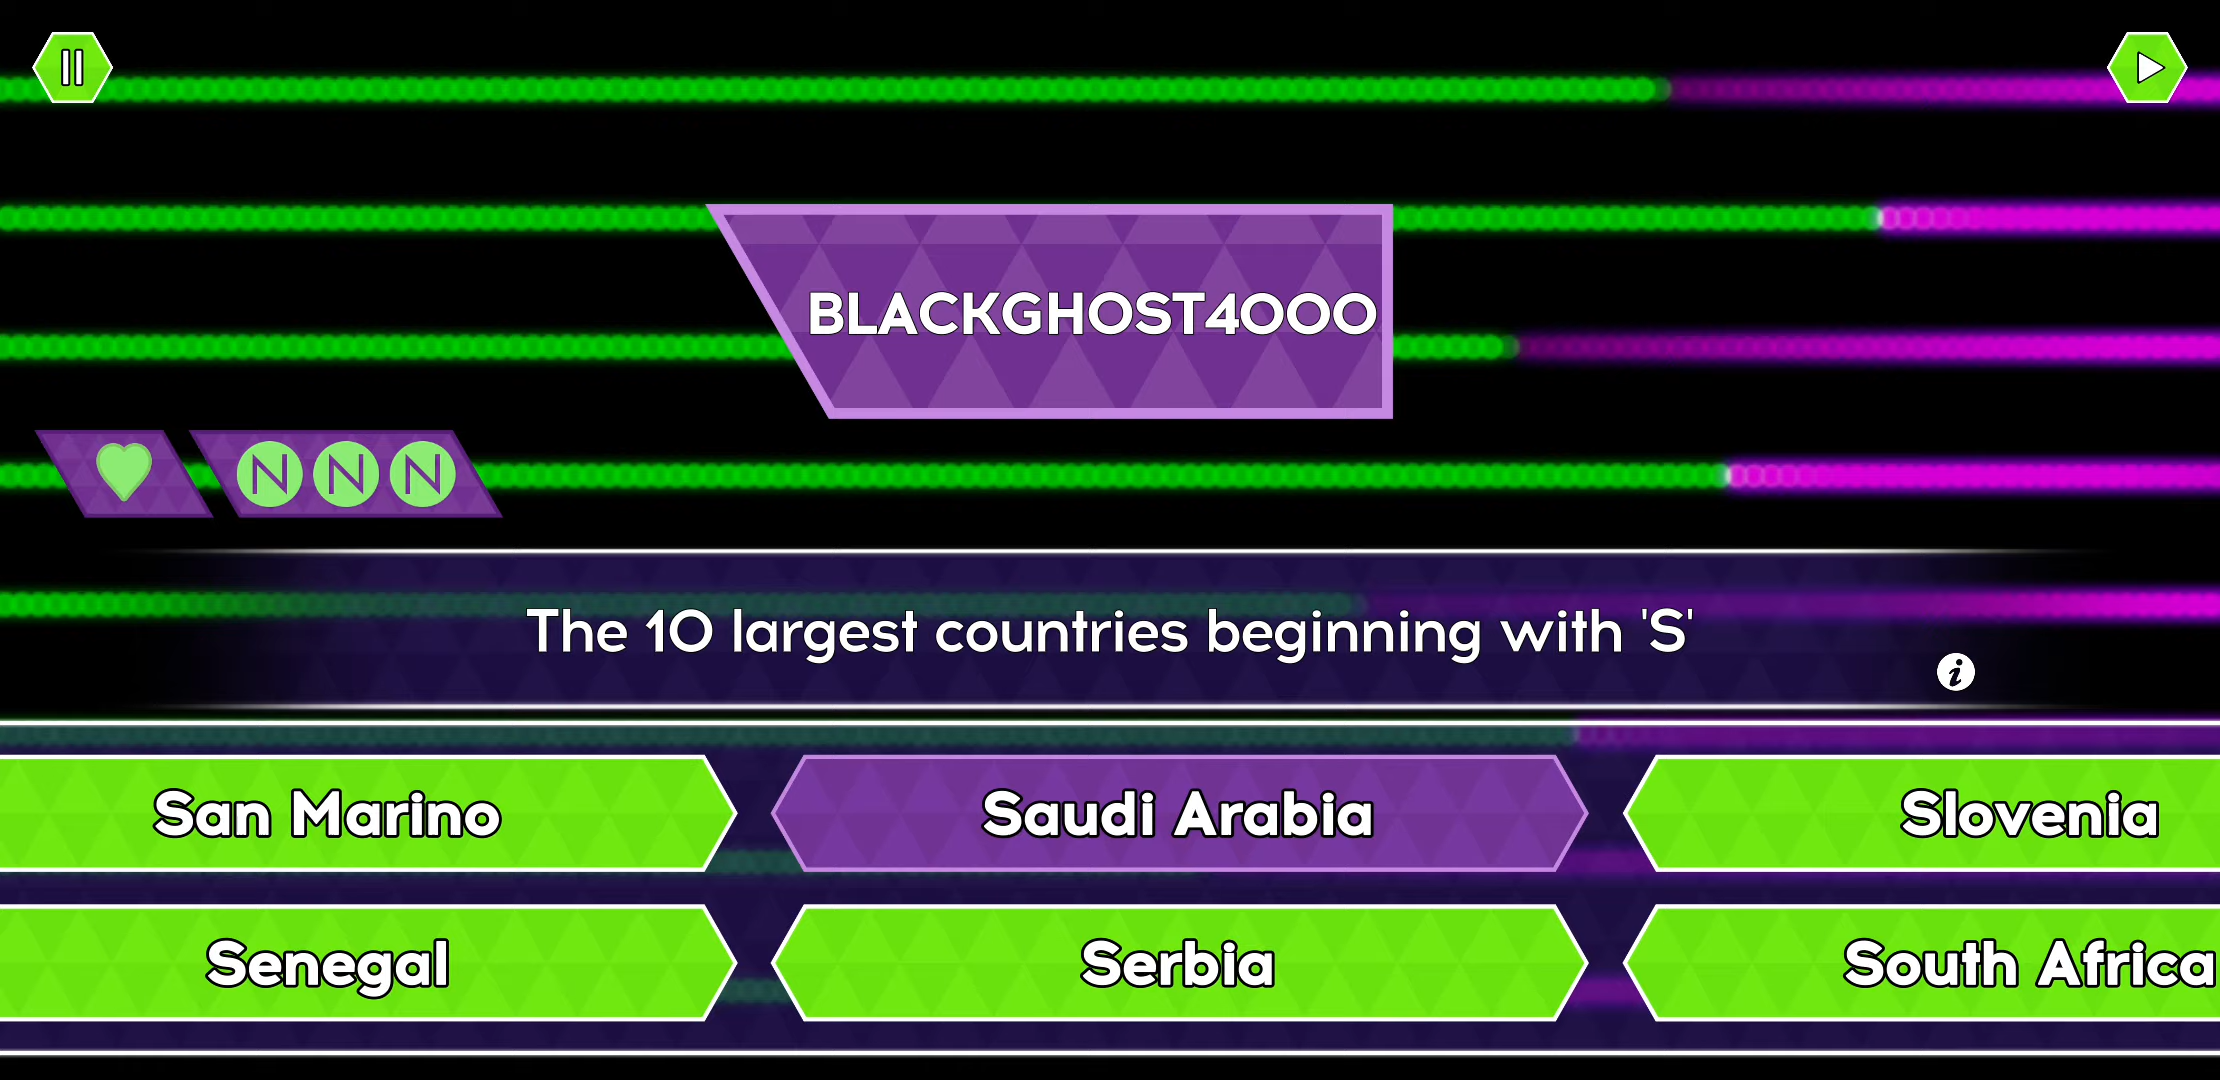 BLACKGHOST4000
N N N
The 10 largest countries beginning with 'S'
i
San Marino
Saudi Arabia
Slovenia
Senegal
Serbia
South Africa